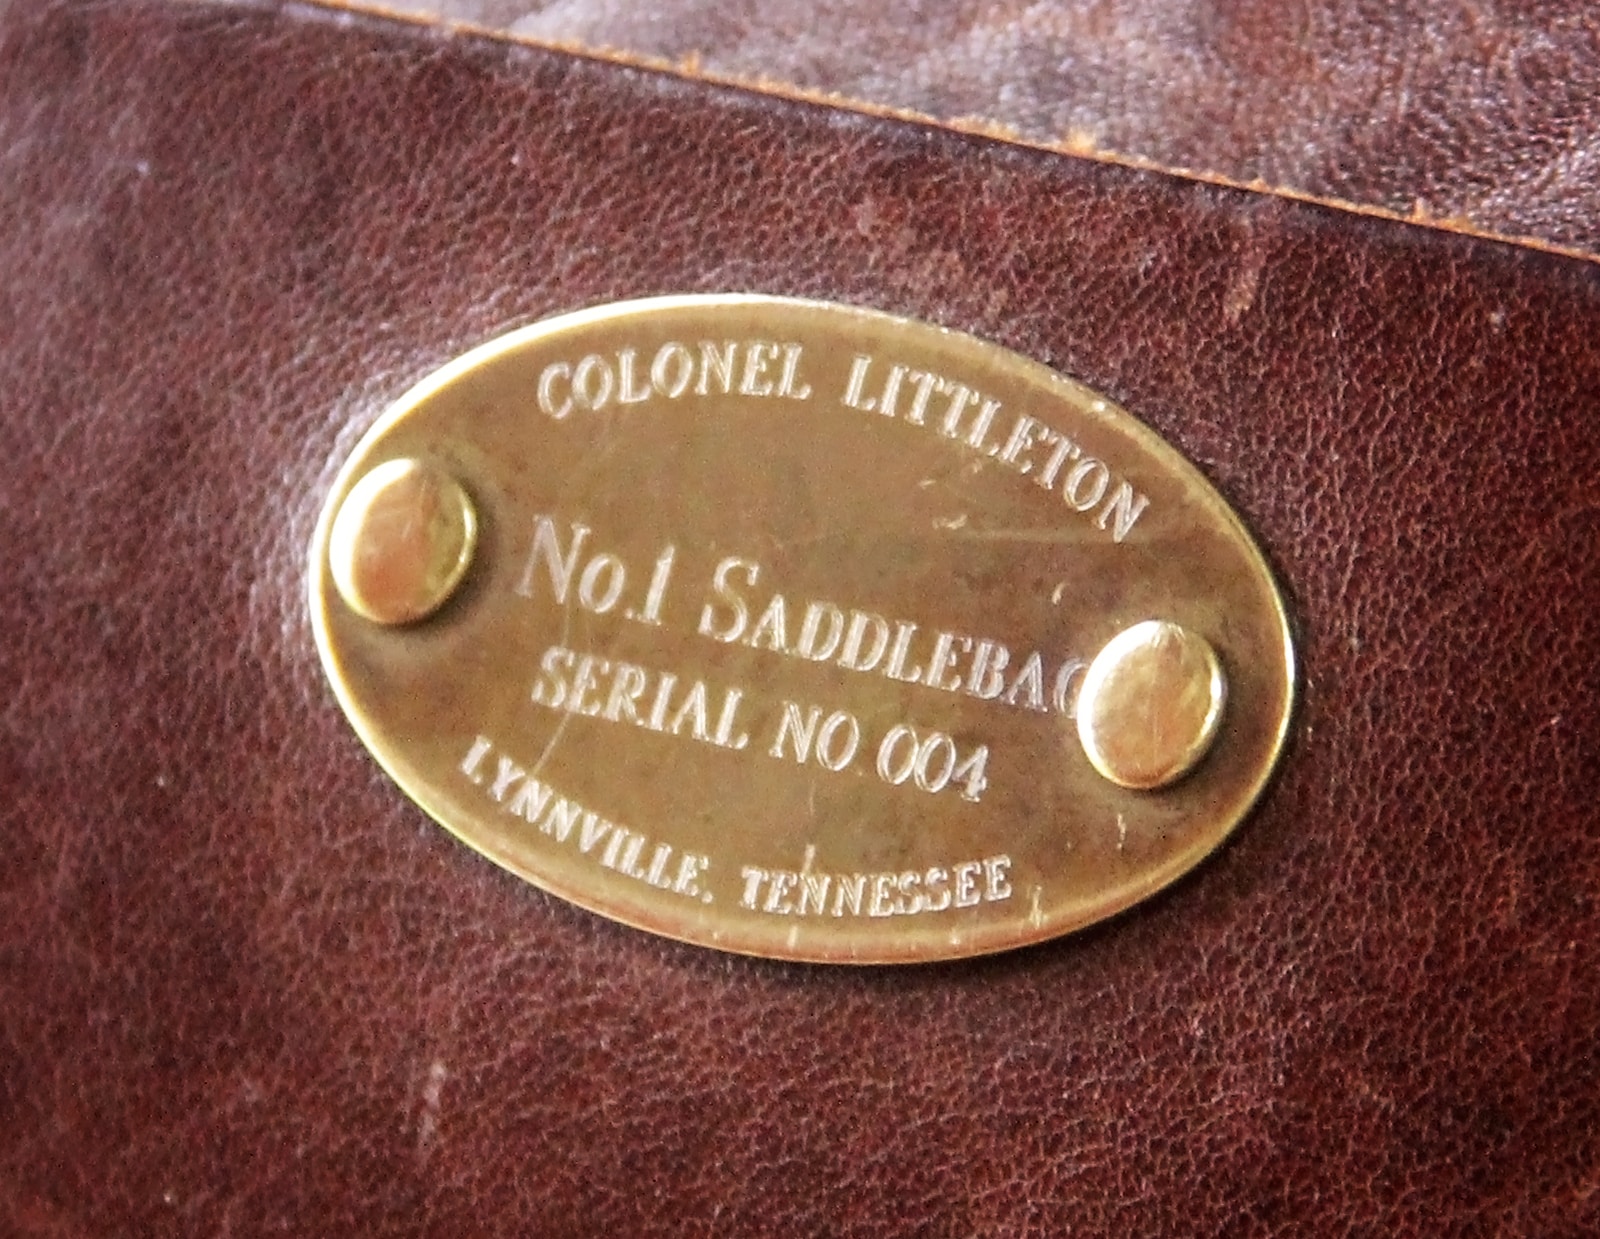 COLONEL LITTLETON
No.1 SADDLEBAG
SERIAL NO 004
LYNNVILLE, TENNESSEE